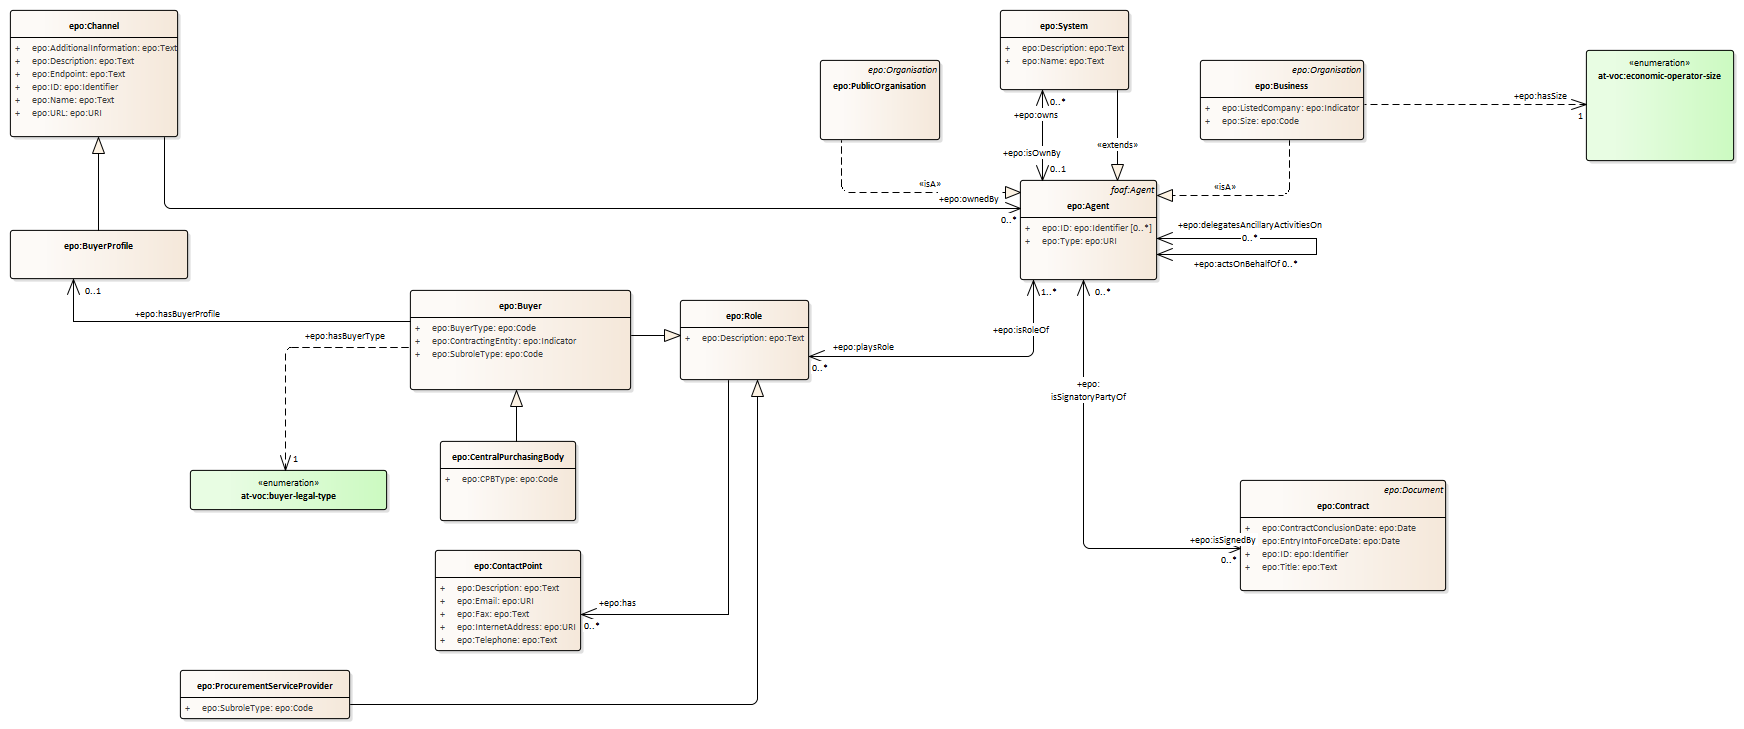 epo:Channel
+ epo:AdditionalInformation: epo:Text
+ epo:Description: epo:Text
+ epo:Endpoint: epo:Text
+ epo:ID: epo:Identifier
+ epo:Name: epo:Text
+ epo:URL: epo:URI
epo:System
+ epo:Description: epo:Text
+ epo:Name: epo:Text
epo:Organisation
epo:PublicOrganisation
epo:Organisation
epo:Business
+ epo:ListedCompany: epo:Indicator
+ epo:Size: epo:Code
«enumeration»
at-voc:economic-operator-size
+epo:hasSize
1
0..*
+epo:owns
+epo:isOwnBy
0..1
«extends»
«isA»
«isA»
+epo:ownedBy
0..*
foaf:Agent
epo:Agent
+ epo:ID: epo:Identifier [0..*]
+ epo:Type: epo:URI
+epo:delegatesAncillaryActivitiesOn
0..*
+epo:actsOnBehalfOf 0..*
epo:BuyerProfile
0..1
+epo:hasBuyerProfile
+epo:hasBuyerType
1
epo:Buyer
+ epo:BuyerType: epo:Code
+ epo:ContractingEntity: epo:Indicator
+ epo:SubroleType: epo:Code
epo:Role
+ epo:Description: epo:Text
1..*
+epo:isRoleOf
+epo:playsRole
0..*
0..*
+epo:
isSignatoryPartyOf
epo:CentralPurchasingBody
+ epo:CPBType: epo:Code
«enumeration»
at-voc:buyer-legal-type
epo:Document
epo:Contract
+ epo:ContractConclusionDate: epo:Date
epo:EntryIntoForceDate: epo:Date
+ epo:ID: epo:Identifier
+ epo:Title: epo:Text
+epo:isSignedBy
0..*
epo:ContactPoint
+ epo:Description: epo:Text
+ epo:Email: epo:URI
+ epo:Fax: epo:Text
+ epo:InternetAddress: epo:URI
+ epo:Telephone: epo:Text
+epo:has
0..*
epo:ProcurementServiceProvider
+ epo:SubroleType: epo:Code